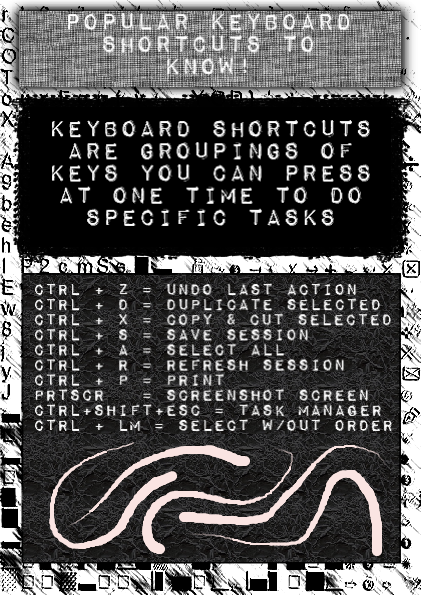 POPULAR KEYBOARD
SHORTCUTS TO
KNOW!
KEYBOARD SHORTCUTS
ARE GROUPINGS OF
KEYS YOU CAN PRESS
AT ONE TIME TO DO
SPECIFIC TASKS
CTRL + Z = UNDO LAST ACTION
CTRL + D = DUPLICATE SELECTED
CTRL + X = COPY & CUT SELECTED
CTRL + S = SAVE SESSION
CTRL + A = SELECT ALL
CTRL + R = REFRESH SESSION
CTRL + P = PRINT
PRTSCR = SCREENSHOT SCREEN
CTRL+SHIFT+ESC = TASK MANAGER
CTRL + LM = SELECT W/OUT ORDER